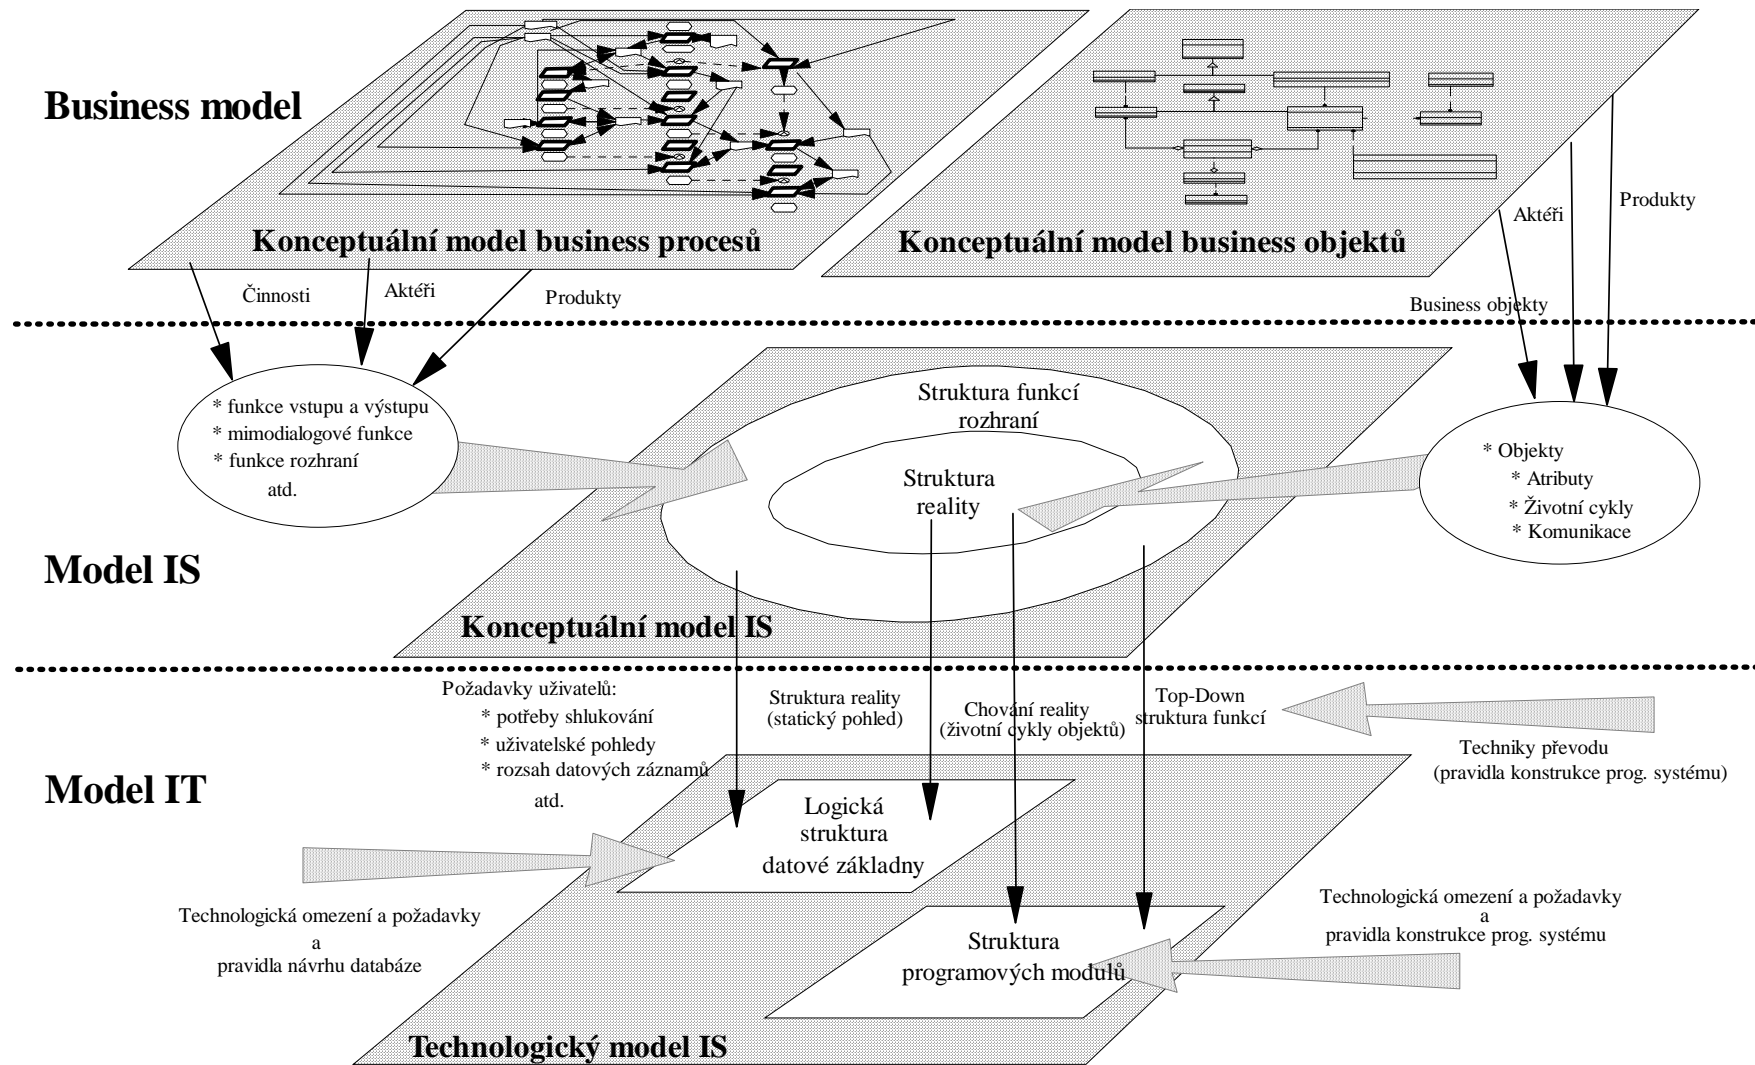 Business model
Konceptuální model business procesů
Konceptuální model business objektů
Činnosti
Aktéři
Produkty
Aktéři
Produkty
Business objekty
* funkce vstupu a výstupu
* mimodialogové funkce
* funkce rozhraní
atd.
Struktura funkcí
rozhraní
Struktura
reality
* Objekty
* Atributy
* Životní cykly
* Komunikace
Model IS
Konceptuální model IS
Požadavky uživatelů:
* potřeby shlukování
* uživatelské pohledy
* rozsah datových záznamů
atd.
Struktura reality
(statický pohled)
Chování reality
(životní cykly objektů)
Top-Down
struktura funkcí
Techniky převodu
(pravidla konstrukce prog. systému)
Model IT
Logická
struktura
datové základny
Technologická omezení a požadavky
a
pravidla návrhu databáze
Technologická omezení a požadavky
a
pravidla konstrukce prog. systému
Struktura
programových modulů
Technologický model IS